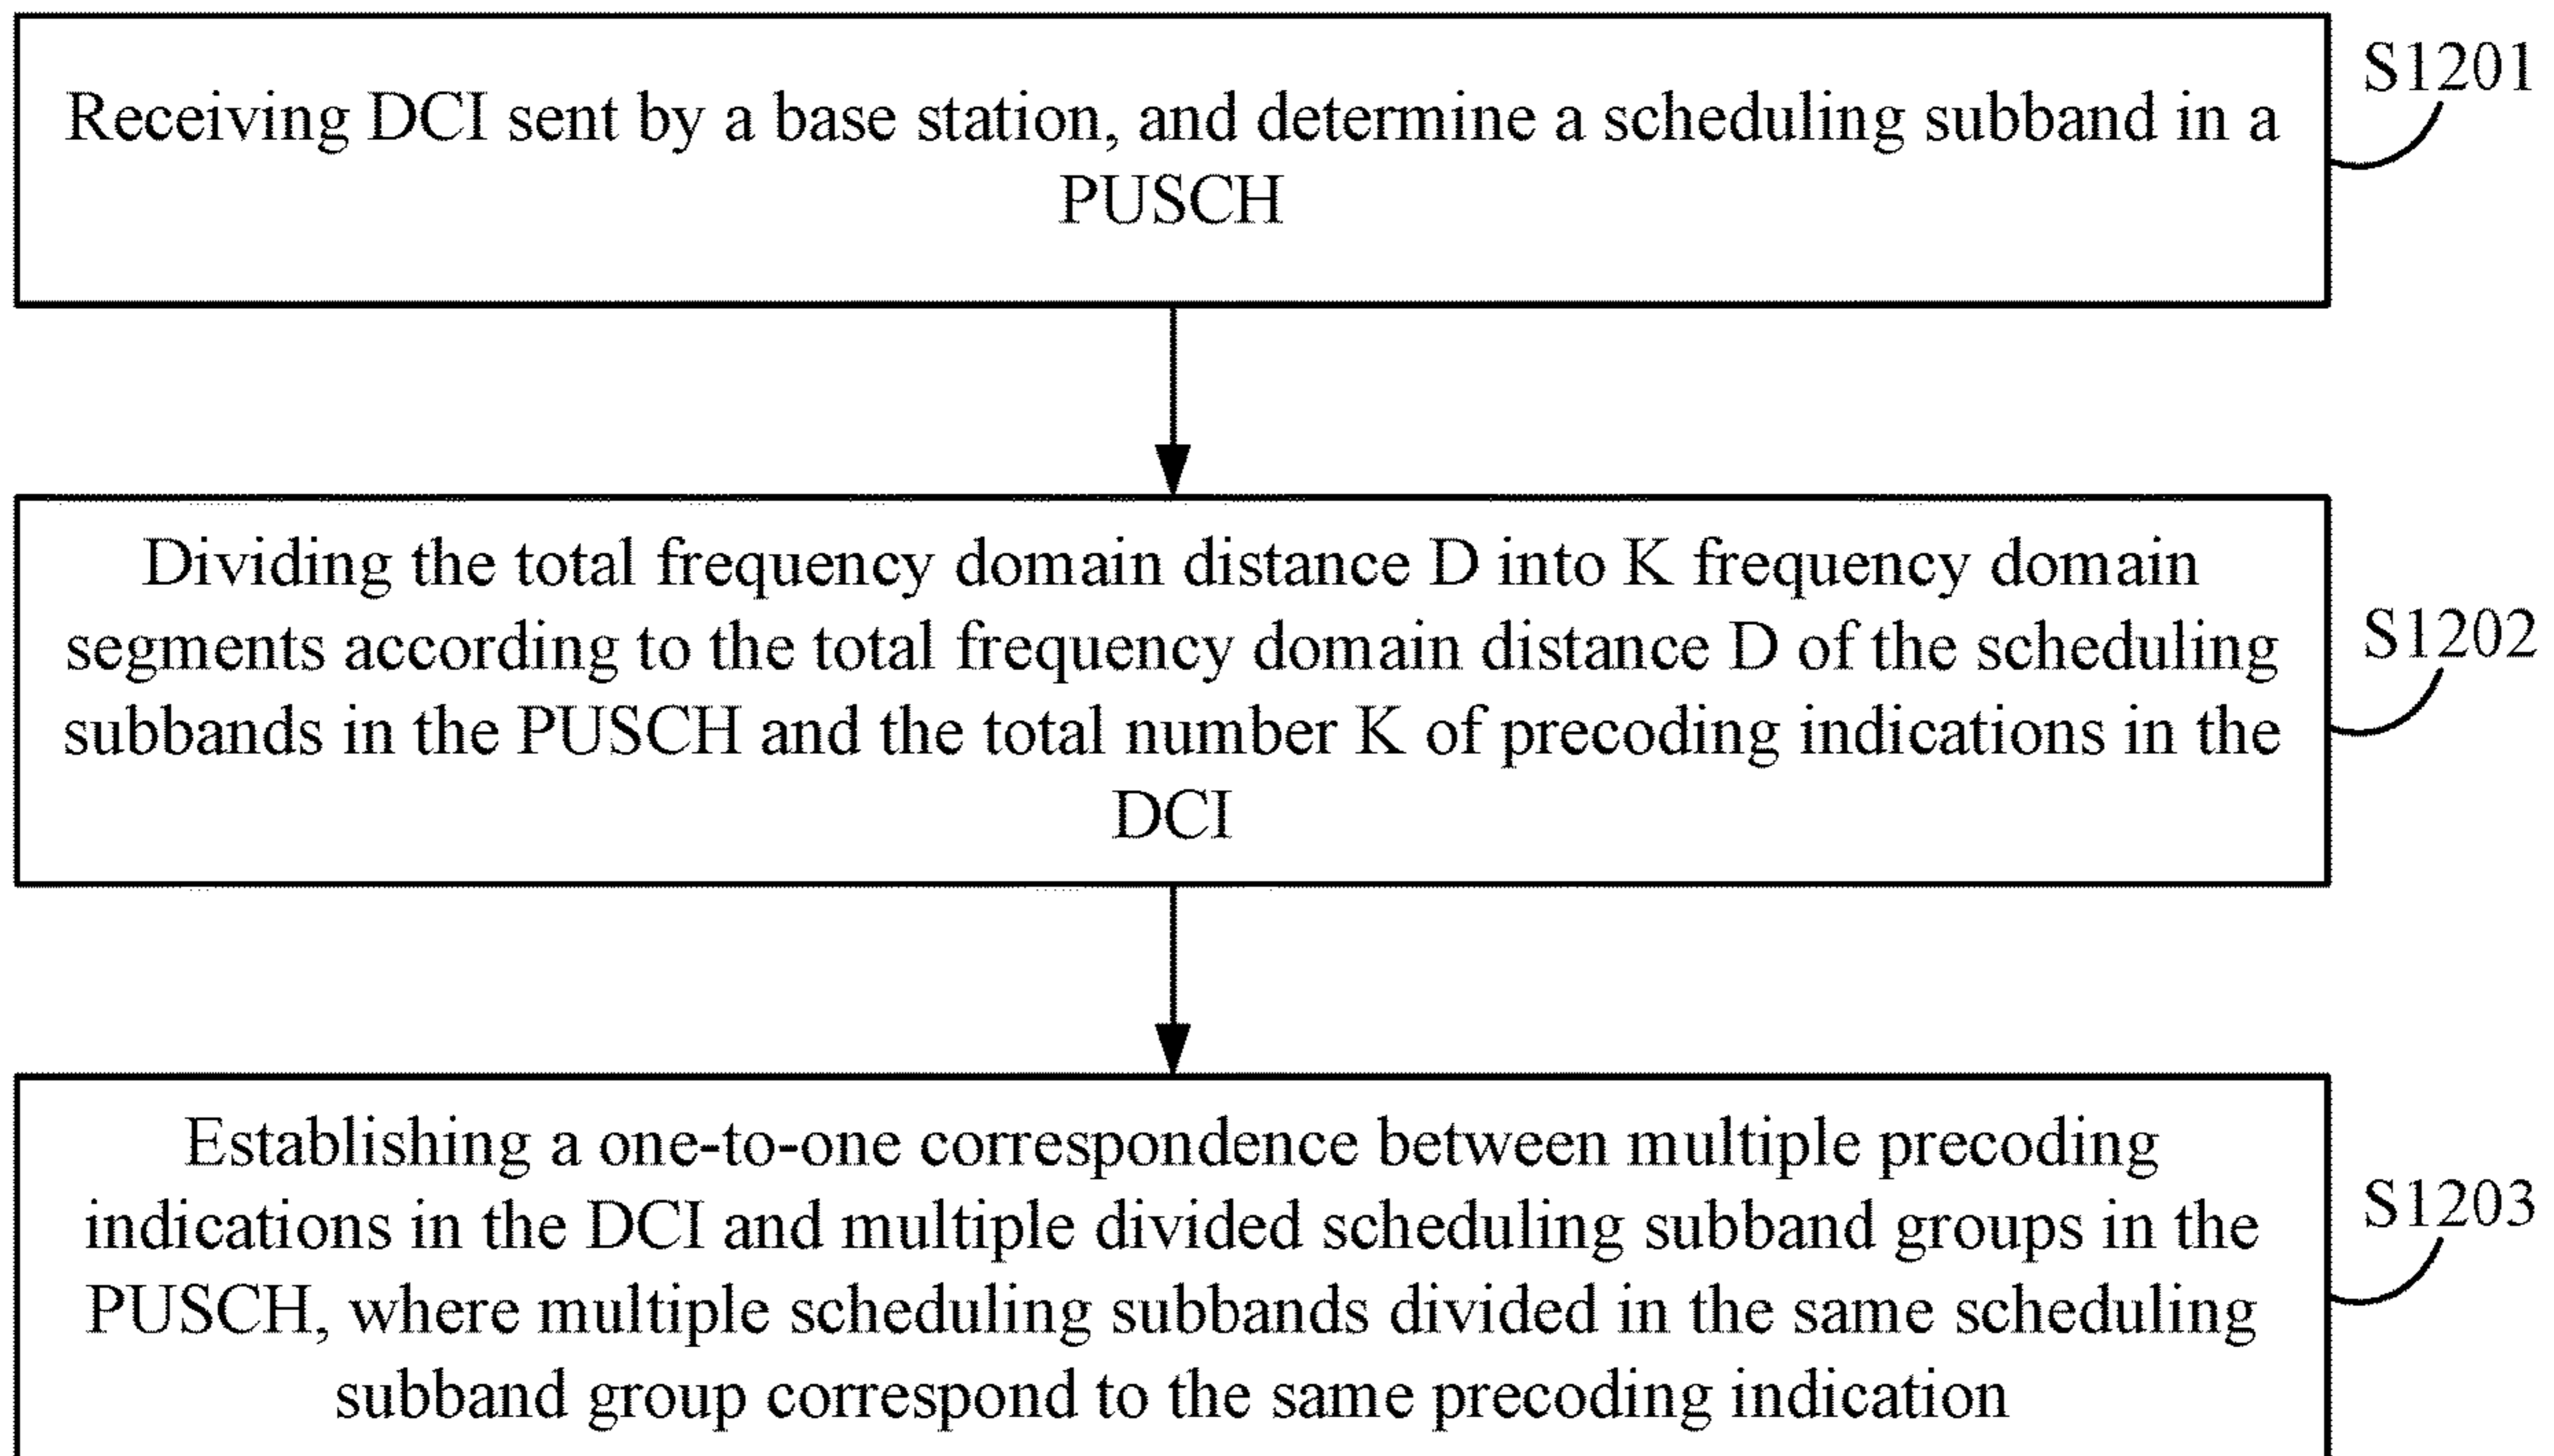 Receiving DCI sent by a base station, and determine a scheduling subband in a
PUSCH
S1201
Dividing the total frequency domain distance D into K frequency domain
segments according to the total frequency domain distance D of the scheduling
subbands in the PUSCH and the total number K of precoding indications in the
DCI
S1202
Establishing a one-to-one correspondence between multiple precoding
indications in the DCI and multiple divided scheduling subband groups in the
PUSCH, where multiple scheduling subbands divided in the same scheduling
subband group correspond to the same precoding indication
S1203